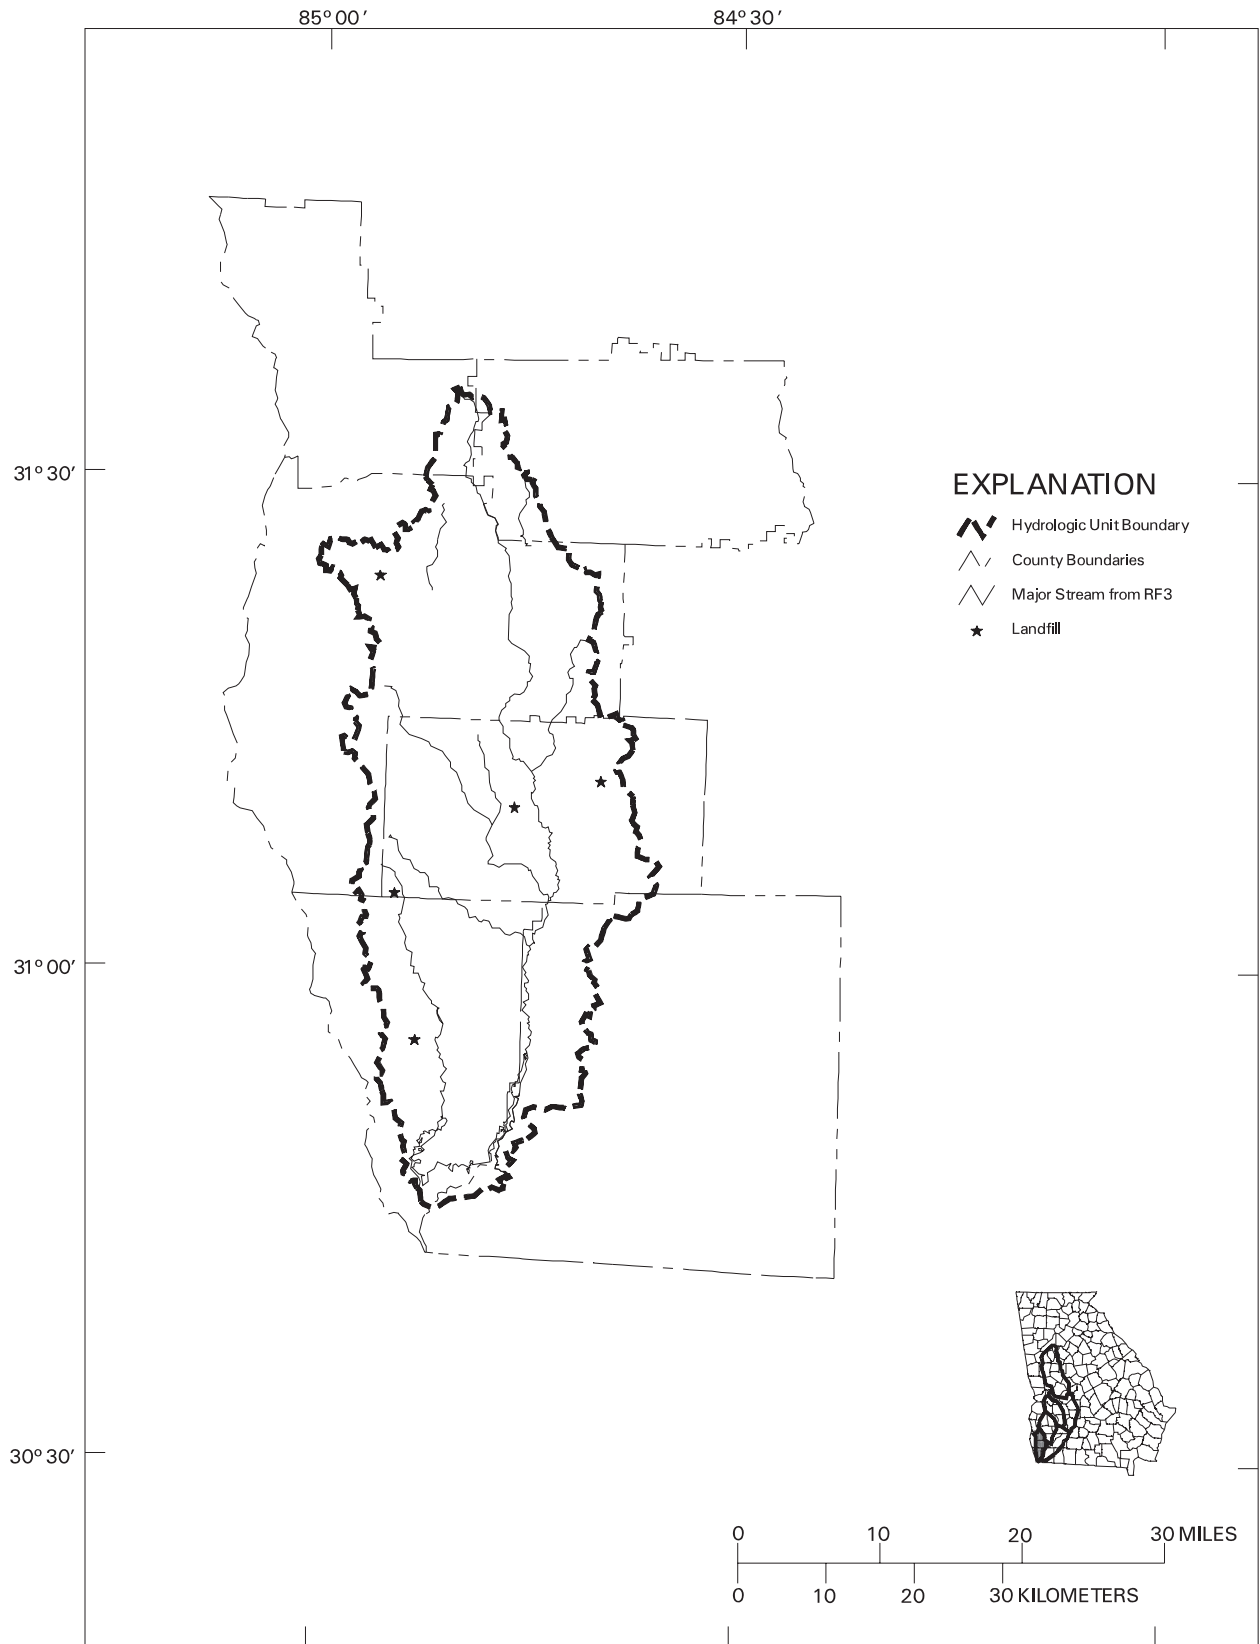 85° 00′ 84° 30′
31° 30′
EXPLANATION
Hydrologic Unit Boundary
County Boundaries
Major Stream from RF3
Landfill
31° 00′
30° 30′
0 10 20 30 MILES
0 10 20 30 KILOMETERS